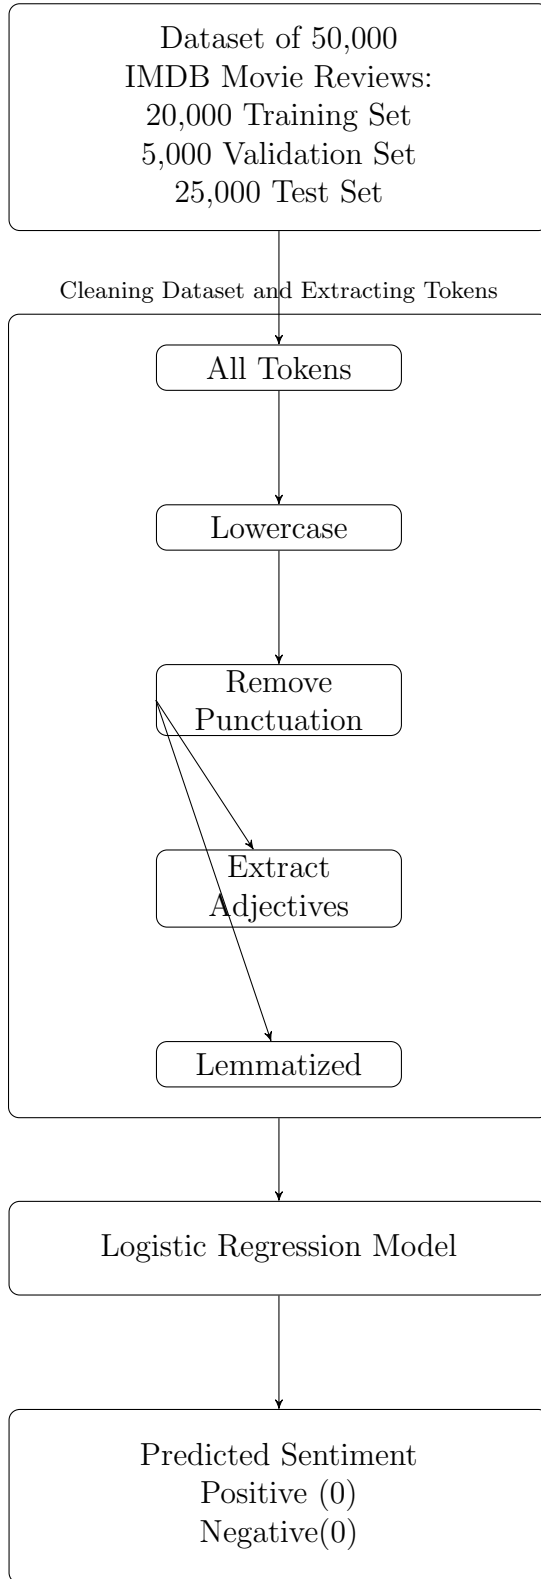 Dataset of 50,000
IMDB Movie Reviews:
20,000 Training Set
5,000 Validation Set
25,000 Test Set
Cleaning Dataset and Extracting Tokens
All Tokens
Lowercase
Remove
Punctuation
Extract
Adjectives
Lemmatized
Logistic Regression Model
Predicted Sentiment
Positive (0)
Negative(0)